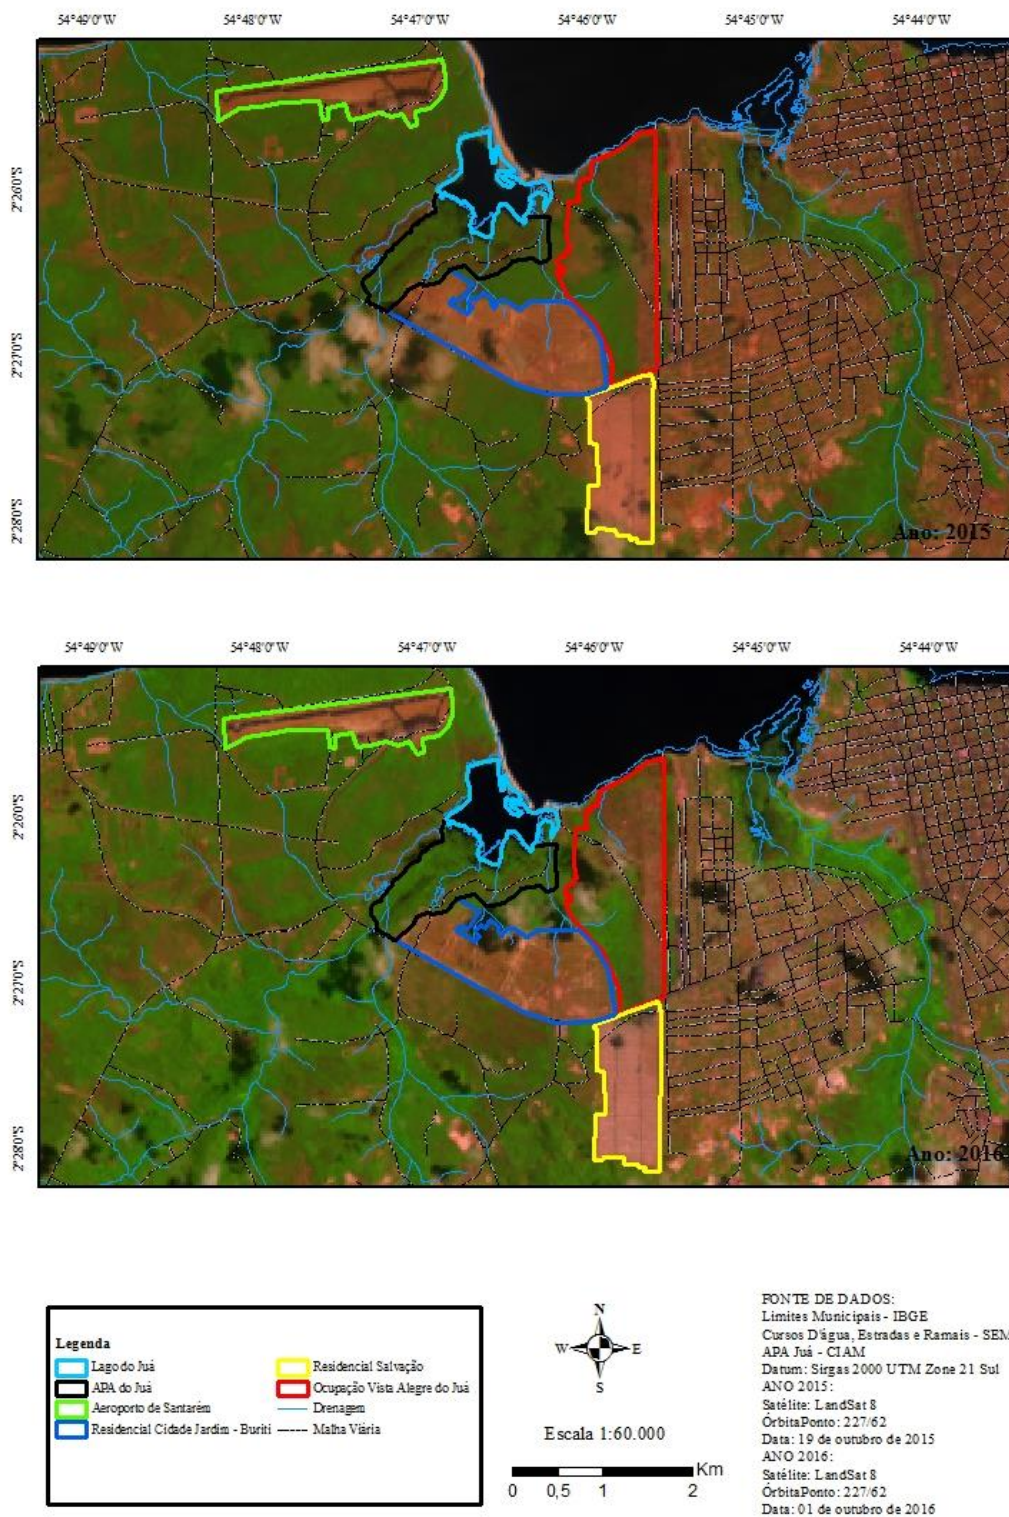 54°49'0"W 54°48'0"W 54°47'0"W 54°46'0"W 54°45'0"W 54°44'0"W
2°26'0"S
2°27'0"S
2°28'0"S
Ano: 2015
54°49'0"W 54°48'0"W 54°47'0"W 54°46'0"W 54°45'0"W 54°44'0"W
2°26'0"S
2°27'0"S
2°28'0"S
Ano: 2016
Legenda
Lago do Juá
APA do Juá
Aeroporto de Santarém
Residencial Cidade Jardim - Buriti
Residencial Salvação
Ocupação Vista Alegre do Juá
Drenagem
Malha Viária
N
W E
S
Escala 1:60.000
Km
0 0,5 1 2
FONTE DE DADOS:
Limites Municipais - IBGE
Cursos D'água, Estradas e Ramais - SEM
APA Juá - CIAM
Datum: Sirgas 2000 UTM Zone 21 Sul
ANO 2015:
Satélite: LandSat 8
ÓrbitaPonto: 227/62
Data: 19 de outubro de 2015
ANO 2016:
Satélite: LandSat 8
ÓrbitaPonto: 227/62
Data: 01 de outubro de 2016